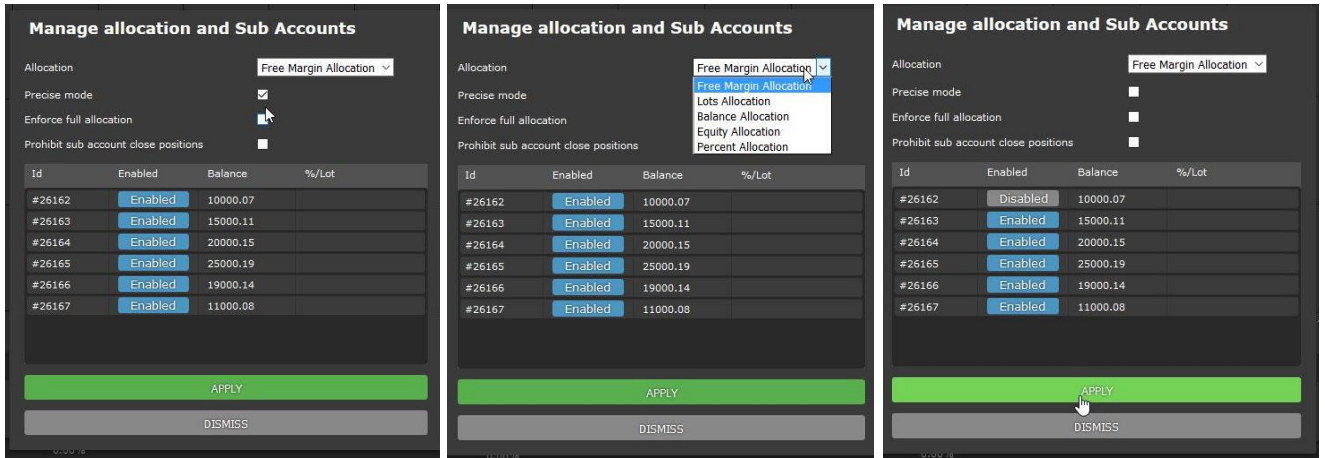 Manage allocation and Sub Accounts
Allocation Free Margin Allocation
Precise mode
Enforce full allocation
Prohibit sub account close positions
Id Enabled Balance %/Lot
#26162 Enabled 10000.07
#26163 Enabled 15000.11
#26164 Enabled 20000.15
#26165 Enabled 25000.19
#26166 Enabled 19000.14
#26167 Enabled 11000.08
APPLY
DISMISS
0.00%
Manage allocation and Sub Accounts
Allocation Free Margin Allocation
Free Margin Allocation
Precise mode
Lots Allocation
Balance Allocation
Enforce full allocation
Equity Allocation
Prohibit sub account close positions
Percent Allocation
Id Enabled Balance %/Lot
#26162 Enabled 10000.07
#26163 Enabled 15000.11
#26164 Enabled 20000.15
#26165 Enabled 25000.19
#26166 Enabled 19000.14
#26167 Enabled 11000.08
APPLY
DISMISS
Manage allocation and Sub Accounts
Allocation Free Margin Allocation
Precise mode
Enforce full allocation
Prohibit sub account close positions
Id Enabled Balance %/Lot
#26162 Disabled 10000.07
#26163 Enabled 15000.11
#26164 Enabled 20000.15
#26165 Enabled 25000.19
#26166 Enabled 19000.14
#26167 Enabled 11000.08
APPLY
DISMISS
0.00%